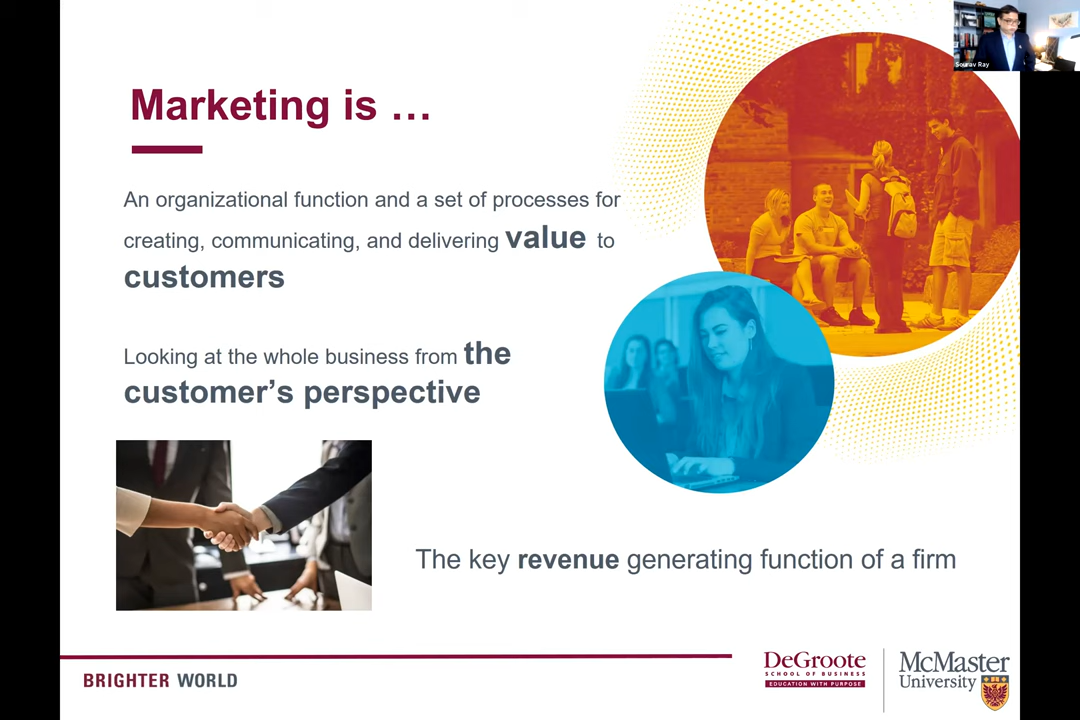 Sourav Ray
Marketing is …
An organizational function and a set of processes for
creating, communicating, and delivering value to
customers
Looking at the whole business from the
customer’s perspective
The key revenue generating function of a firm
BRIGHTER WORLD
DeGroote
SCHOOL OF BUSINESS
EDUCATION WITH PURPOSE
McMaster
University